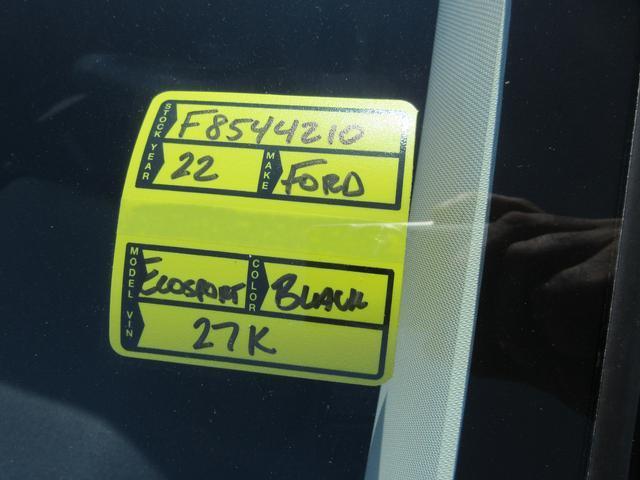 STOCK F8544210
YEAR 22 MAKE FORD
MODEL ECOSPORT COLOR BLACK
VIN 27K